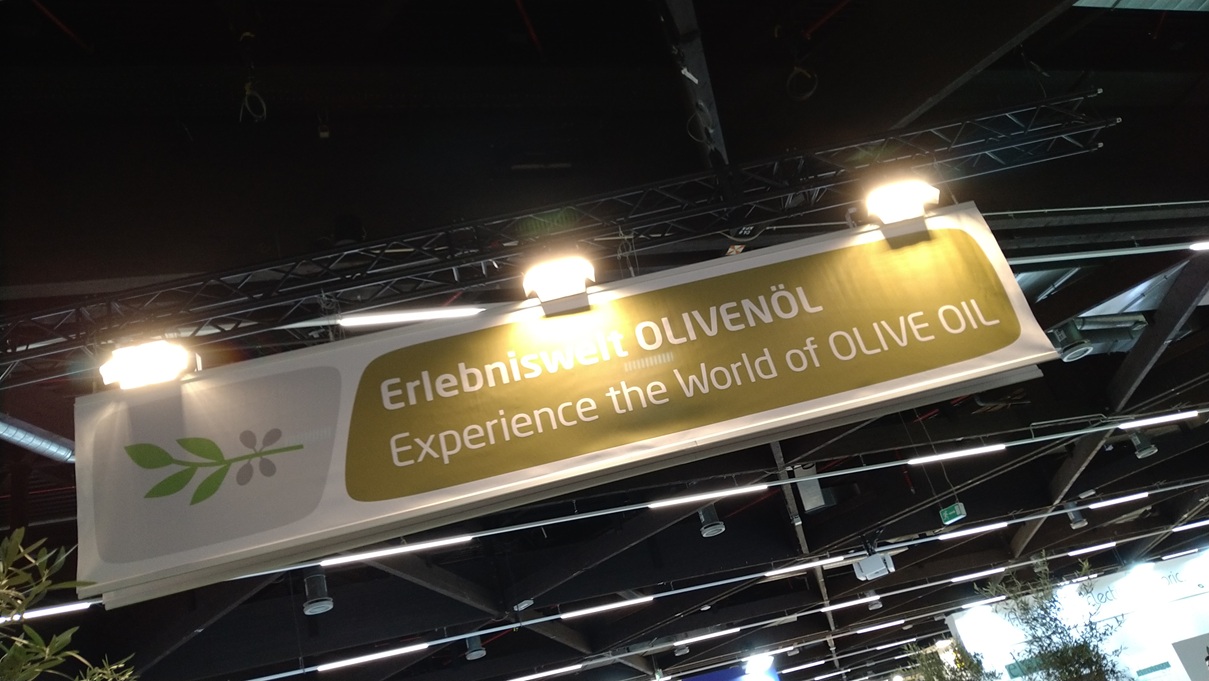 Erlebniswelt OLIVENÖL
Experience the World of OLIVE OIL